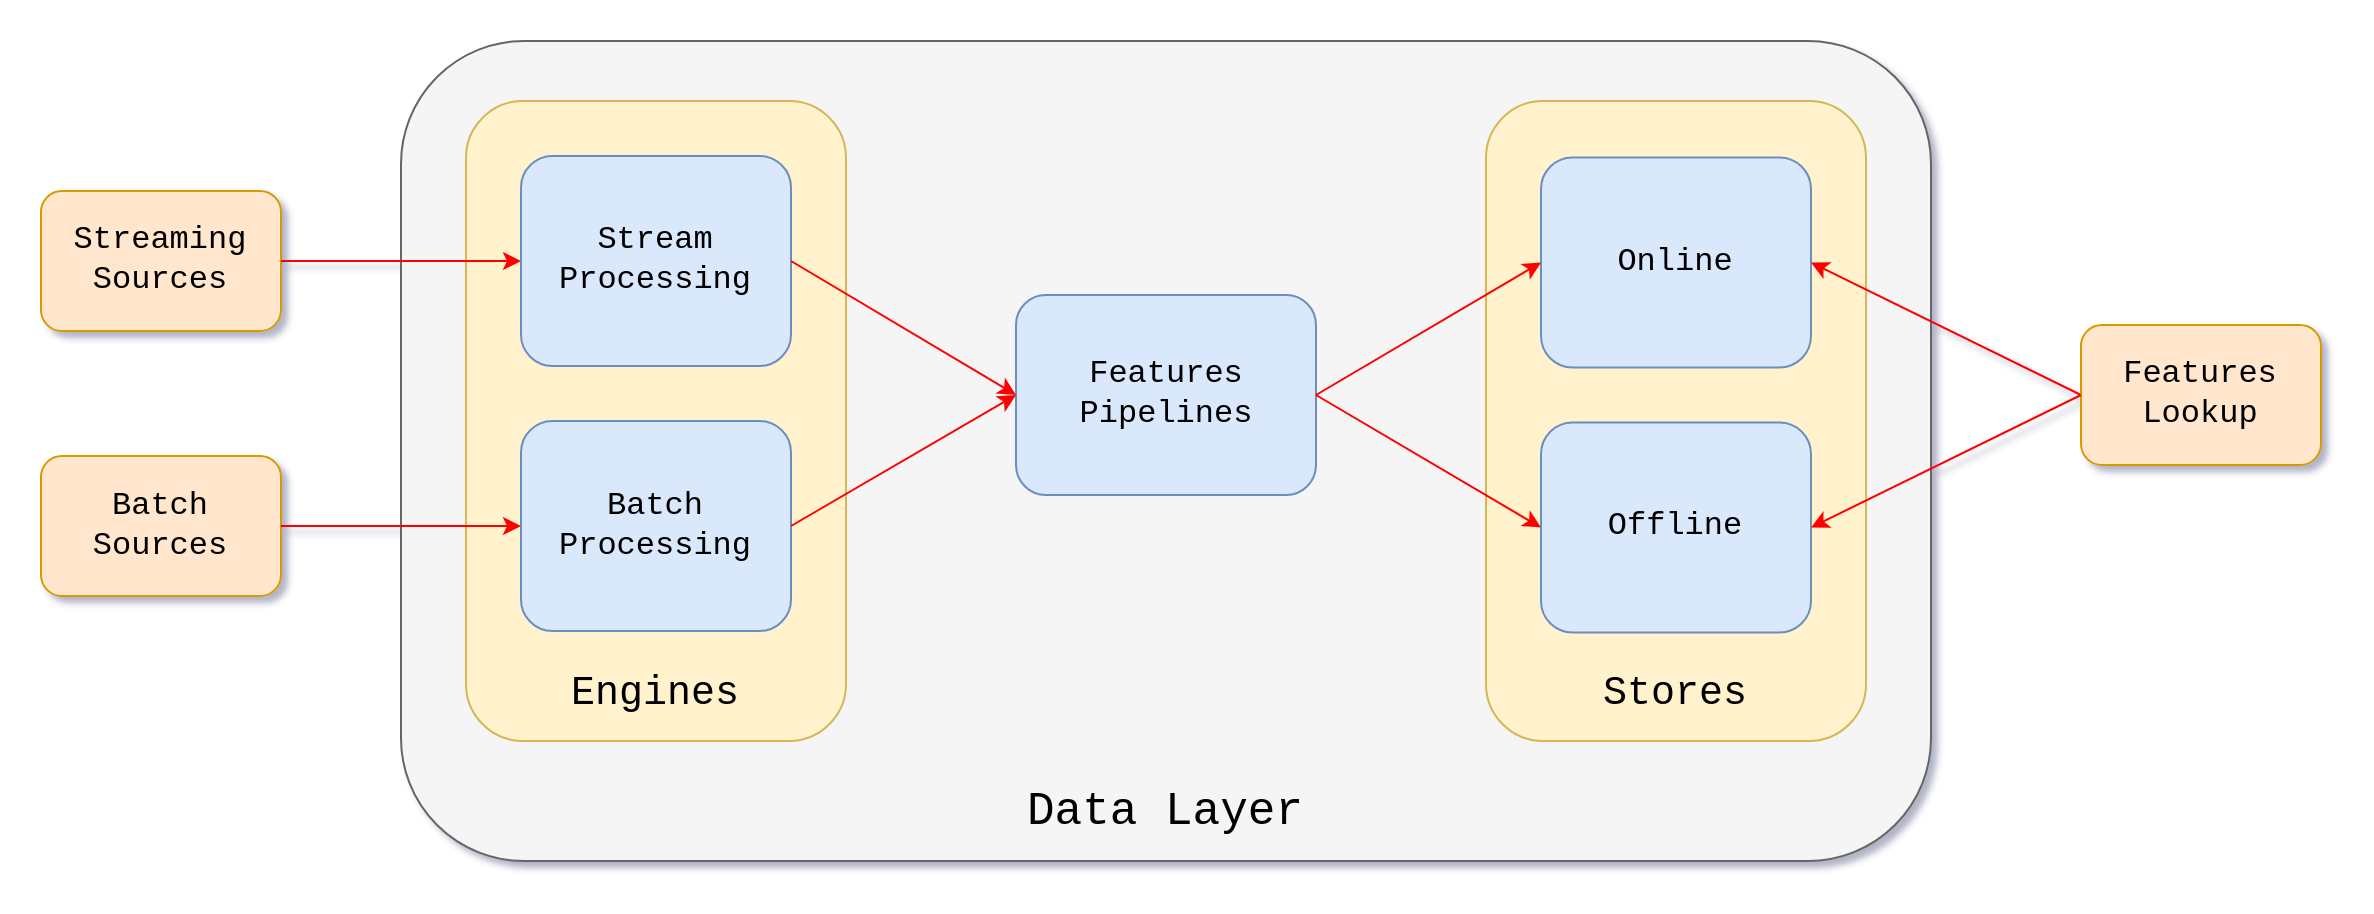 Streaming
Sources
Batch
Sources
Stream
Processing
Batch
Processing
Engines
Features
Pipelines
Online
Offline
Stores
Features
Lookup
Data Layer